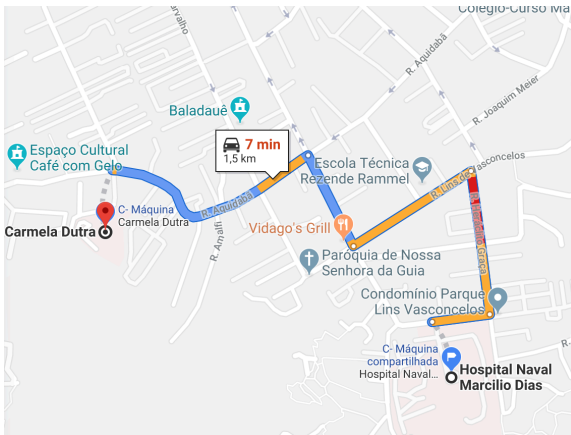 Colégio-Curso Ma
R. Aquidabã
R. Joaquim Meier
Baladauê
7 min
1,5 km
Espaço Cultural
Café com Gelo
Escola Técnica
Rezende Rammel
R. Lins de Vasconcelos
C- Máquina
Carmela Dutra
Carmela Dutra
R. Aquidabã
Vidago's Grill
Paróquia de Nossa
Senhora da Guia
Graça
Condomínio Parque
Lins Vasconcelos
C- Máquina
compartilhada
Hospital Naval...
Hospital Naval
Marcilio Dias